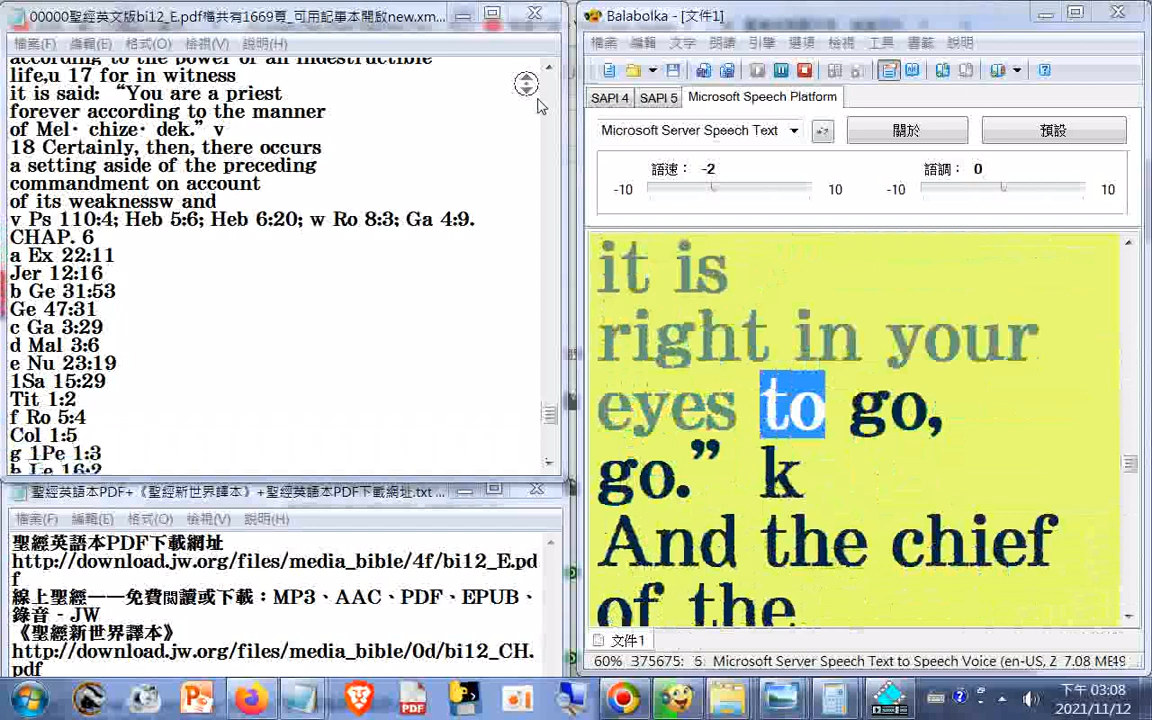 00000聖經英文版bi12_E.pdf檔共有1669頁_可用記事本開啟new.xm...
檔案(F) 編輯(E) 格式(O) 檢視(V) 說明(H)
according to the power of an indestructible
life,u 17 for in witness
it is said: “You are a priest
forever according to the manner
of Mel· chize· dek.” v
18 Certainly, then, there occurs
a setting aside of the preceding
commandment on account
of its weaknessw and
v Ps 110:4; Heb 5:6; Heb 6:20; w Ro 8:3; Ga 4:9.
CHAP. 6
a Ex 22:11
Jer 12:16
b Ge 31:53
Ge 47:31
c Ga 3:29
d Mal 3:6
e Nu 23:19
1Sa 15:29
Tit 1:2
f Ro 5:4
Col 1:5
g 1Pe 1:3
h Le 16:2
聖經英語本PDF+《聖經新世界譯本》+聖經英語本PDF下載網址.txt ...
檔案(F) 編輯(E) 格式(O) 檢視(V) 說明(H)
聖經英語本PDF下載網址
http://download.jw.org/files/media_bible/4f/bi12_E.pd
f
線上聖經——免費閱讀或下載：MP3、AAC、PDF、EPUB、
錄音 - JW
《聖經新世界譯本》
http://download.jw.org/files/media_bible/0d/bi12_CH.
pdf
Balabolka - [文件1]
檔案 編輯 文字 朗讀 引擎 選項 檢視 工具 書籤 說明
SAPI 4 SAPI 5 Microsoft Speech Platform
Microsoft Server Speech Text
關於 預設
語速： -2 語調： 0
-10 10 -10 10
it is
right in your
eyes to go,
go.” k
And the chief
of the
文件1
60% 375675: 5 Microsoft Server Speech Text to Speech Voice (en-US, Z 7.08 ME
下午 03:08
2021/11/12